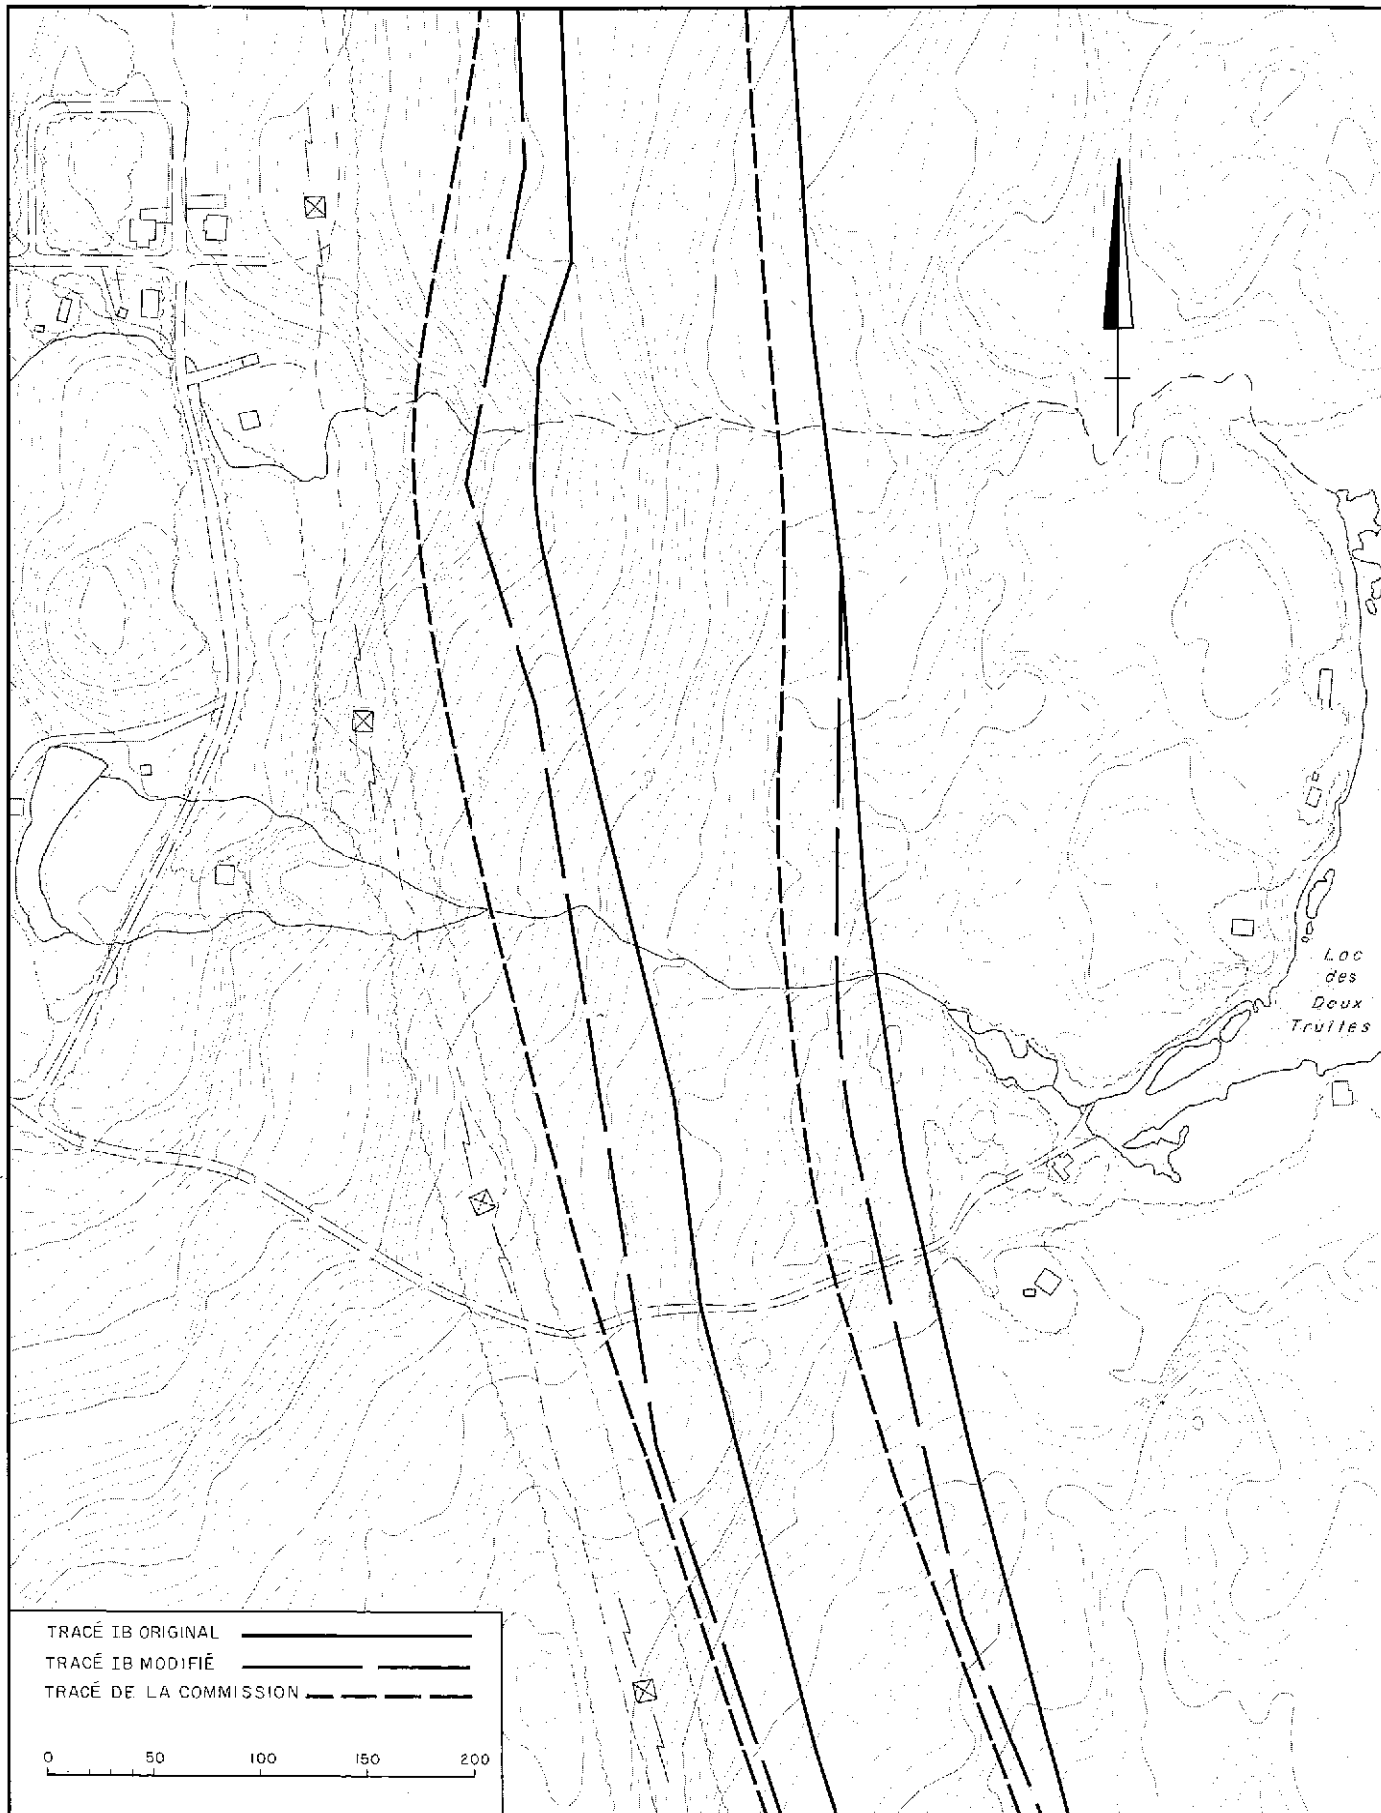 Lac
des
Deux
Truites
TRACÉ IB ORIGINAL
TRACÉ IB MODIFIÉ
TRACÉ DE LA COMMISSION
0 50 100 150 200